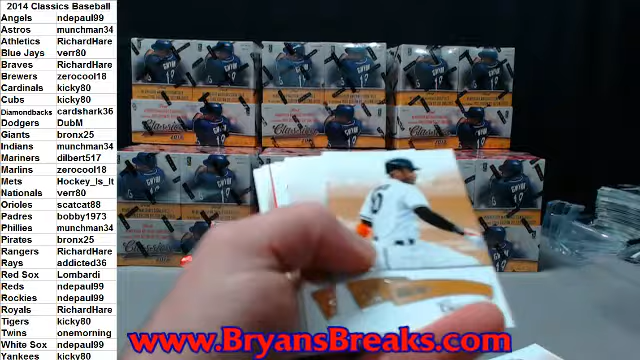 2014 Classics Baseball
Angels ndepaul99
Astros munchman34
Athletics RichardHare
Blue Jays verr80
Braves RichardHare
Brewers zerocool18
Cardinals kicky80
Cubs kicky80
Diamondbacks cardshark36
Dodgers DubM
Giants bronx25
Indians munchman34
Mariners dilbert517
Marlins zerocool18
Mets Hockey_Is_It
Nationals verr80
Orioles scatcat88
Padres bobby1973
Phillies munchman34
Pirates bronx25
Rangers RichardHare
Rays addicted36
Red Sox Lombardi
Reds ndepaul99
Rockies ndepaul99
Royals RichardHare
Tigers kicky80
Twins onemorning
White Sox ndepaul99
Yankees kicky80
Classics
www.BryansBreaks.com